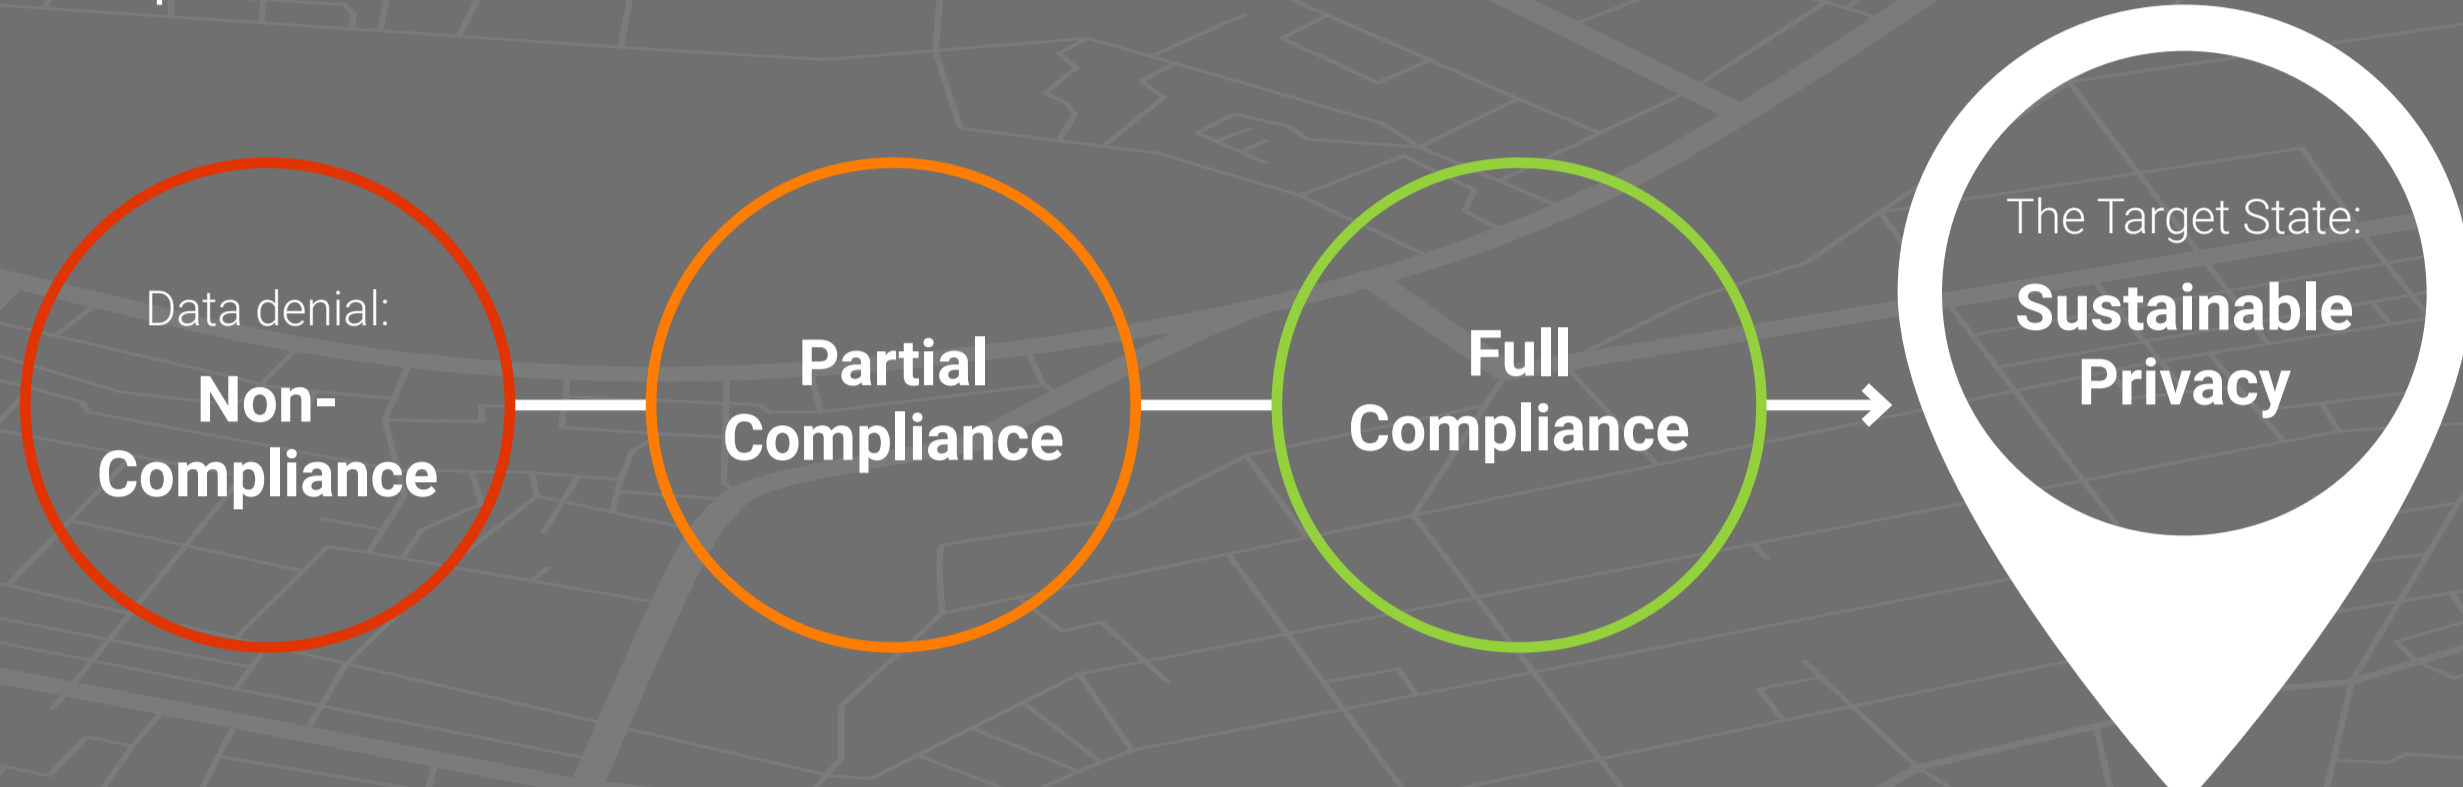 Data denial:
Non-
Compliance
Partial
Compliance
Full
Compliance
The Target State:
Sustainable
Privacy